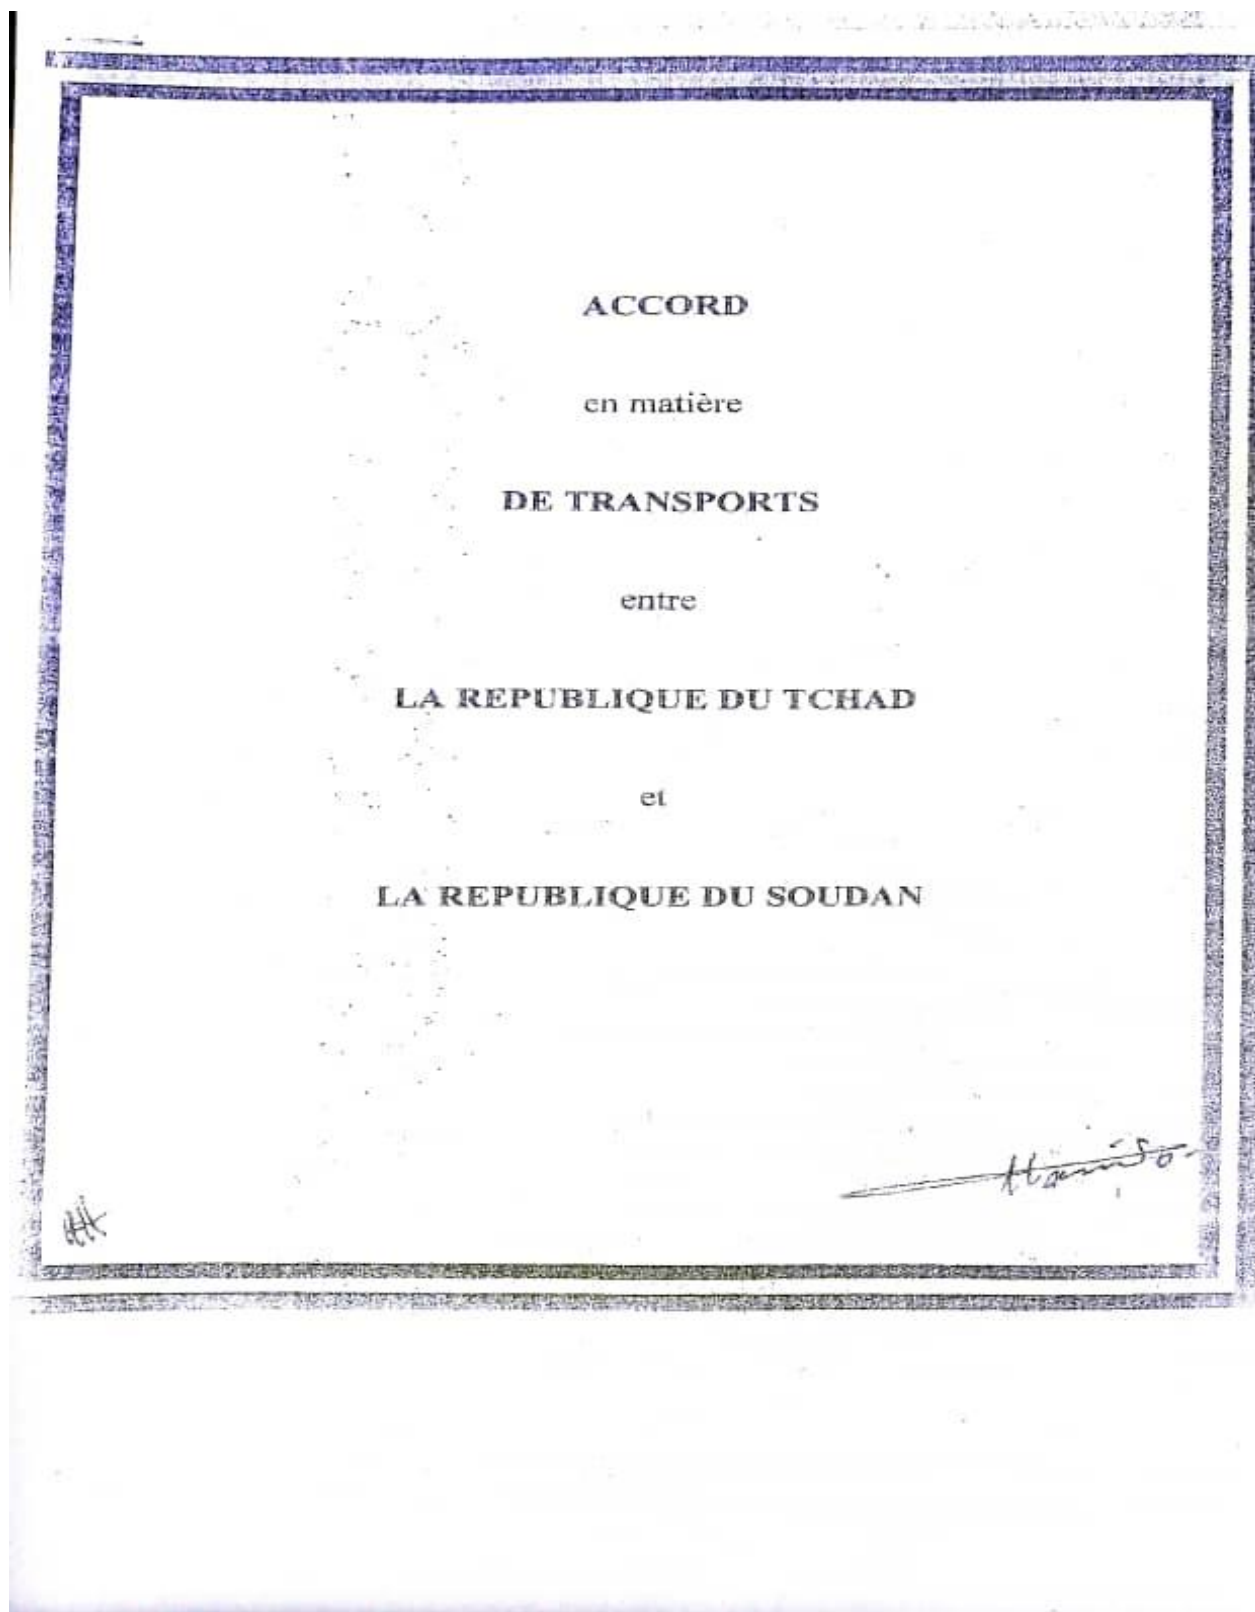 ACCORD
en matière
DE TRANSPORTS
entre
LA REPUBLIQUE DU TCHAD
et
LA REPUBLIQUE DU SOUDAN